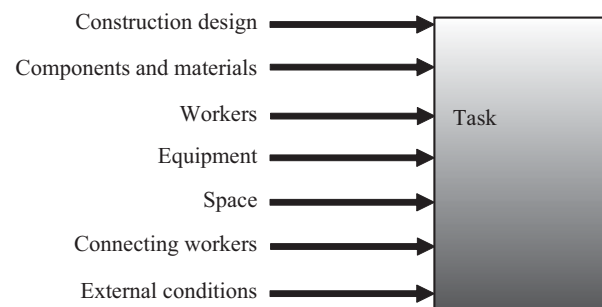 Construction design
Components and materials
Workers
Task
Equipment
Space
Connecting workers
External conditions